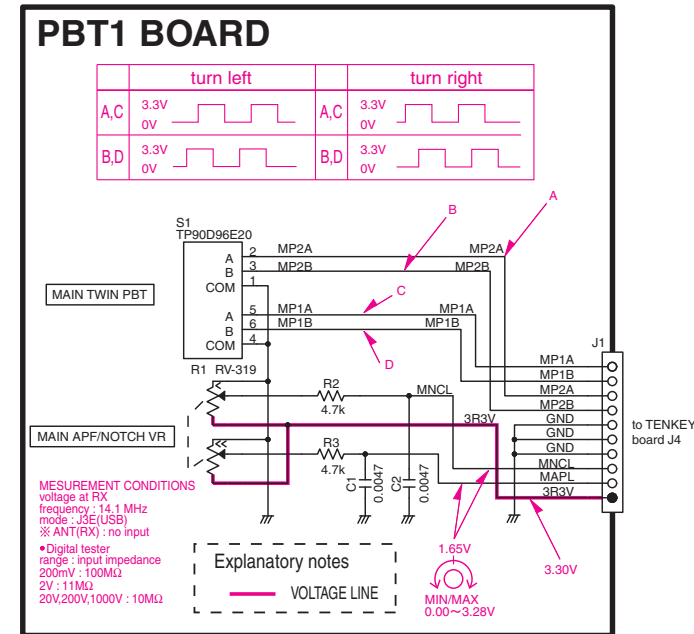 PBT1 BOARD
turn left
turn right
A,C
3.3V
0V
A,C
3.3V
0V
B,D
3.3V
0V
B,D
3.3V
0V
A
B
S1
TP90D96E20
A
2
MP2A
MP2A
B
3
MP2B
MP2B
COM
1
MAIN TWIN PBT
C
A
5
MP1A
MP1A
B
6
MP1B
MP1B
COM
4
D
J1
R1 RV-319
MP1A
MP1B
MP2A
MP2B
GND
GND
GND
MNCL
MAPL
3R3V
to TENKEY
board J4
R2
4.7k
MNCL
3R3V
MAIN APF/NOTCH VR
R3
4.7k
C1
0.0047
C2
0.0047
MESUREMENT CONDITIONS
voltage at RX
frequency : 14.1 MHz
mode : J3E(USB)
※ ANT(RX) : no input
●Digital tester
range : input impedance
200mV : 100MΩ
2V : 11MΩ
20V,200V,1000V : 10MΩ
Explanatory notes
VOLTAGE LINE
1.65V
MIN/MAX
0.00～3.28V
3.30V